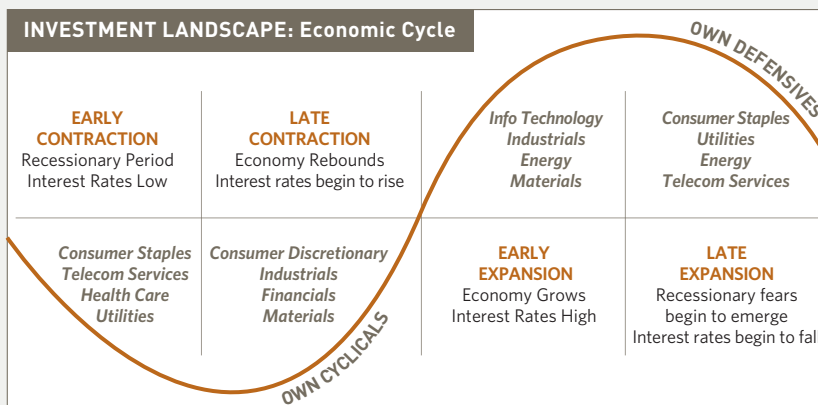 INVESTMENT LANDSCAPE: Economic Cycle
OWN DEFENSIVES
EARLY
CONTRACTION
Recessionary Period
Interest Rates Low
LATE
CONTRACTION
Economy Rebounds
Interest rates begin to rise
Info Technology
Industrials
Energy
Materials
Consumer Staples
Utilities
Energy
Telecom Services
Consumer Staples
Telecom Services
Health Care
Utilities
Consumer Discretionary
Industrials
Financials
Materials
OWN CYCLICALS
EARLY
EXPANSION
Economy Grows
Interest Rates High
LATE
EXPANSION
Recessionary fears
begin to emerge
Interest rates begin to fall